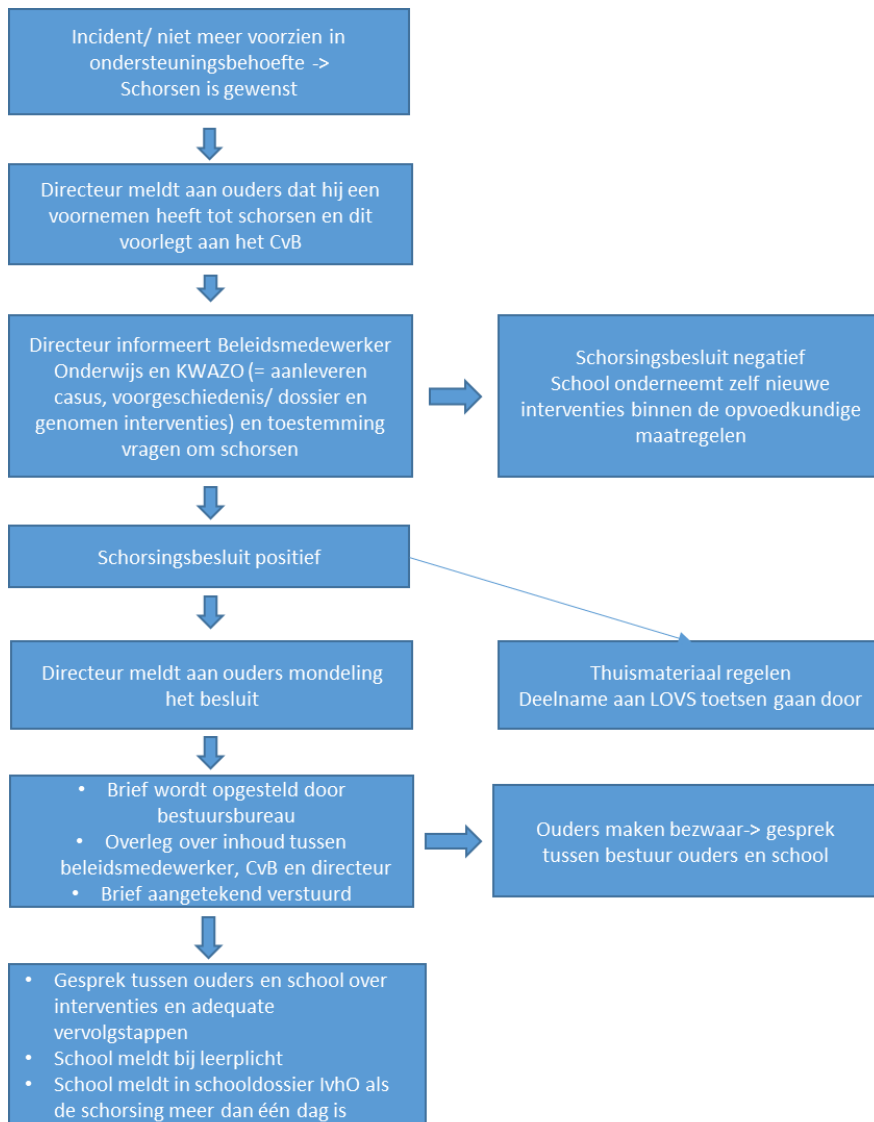 Incident/ niet meer voorzien in
ondersteuningsbehoefte ->
Schorsen is gewenst
Directeur meldt aan ouders dat hij een
voornemen heeft tot schorsen en dit
voorlegt aan het CvB
Directeur informeert Beleidsmedewerker
Onderwijs en KWAZO (= aanleveren
casus, voorgeschiedenis/ dossier en
genomen interventies) en toestemming
vragen om schorsen
Schorsingsbesluit negatief
School onderneemt zelf nieuwe
interventies binnen de opvoedkundige
maatregelen
Schorsingsbesluit positief
Directeur meldt aan ouders mondeling
het besluit
Thuismateriaal regelen
Deelname aan LOVS toetsen gaan door
• Brief wordt opgesteld door
bestuursbureau
• Overleg over inhoud tussen
beleidsmedewerker, CvB en directeur
• Brief aangetekend verstuurd
Ouders maken bezwaar-> gesprek
tussen bestuur ouders en school
• Gesprek tussen ouders en school over
interventies en adequate
vervolgstappen
• School meldt bij leerplicht
• School meldt in schooldossier IvhO als
de schorsing meer dan één dag is